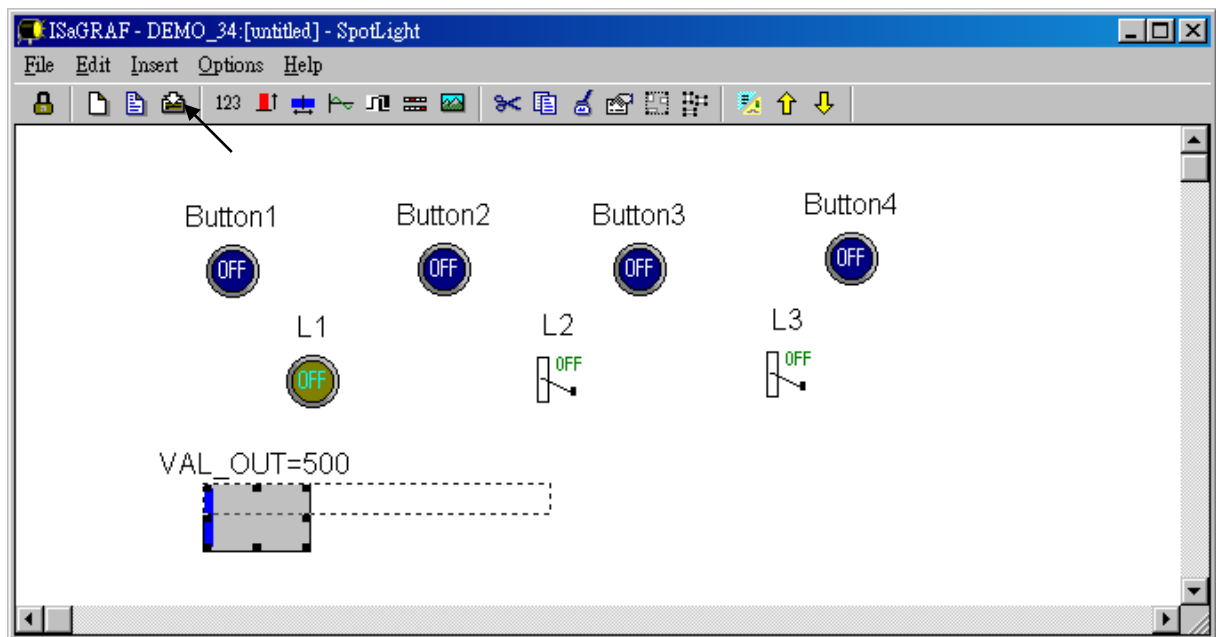 ISaGRAF - DEMO_34:[untitled] - SpotLight
File Edit Insert Options Help
123
Button1 Button2 Button3 Button4
OFF OFF OFF OFF
L1 L2 L3
OFF OFF OFF
VAL_OUT=500